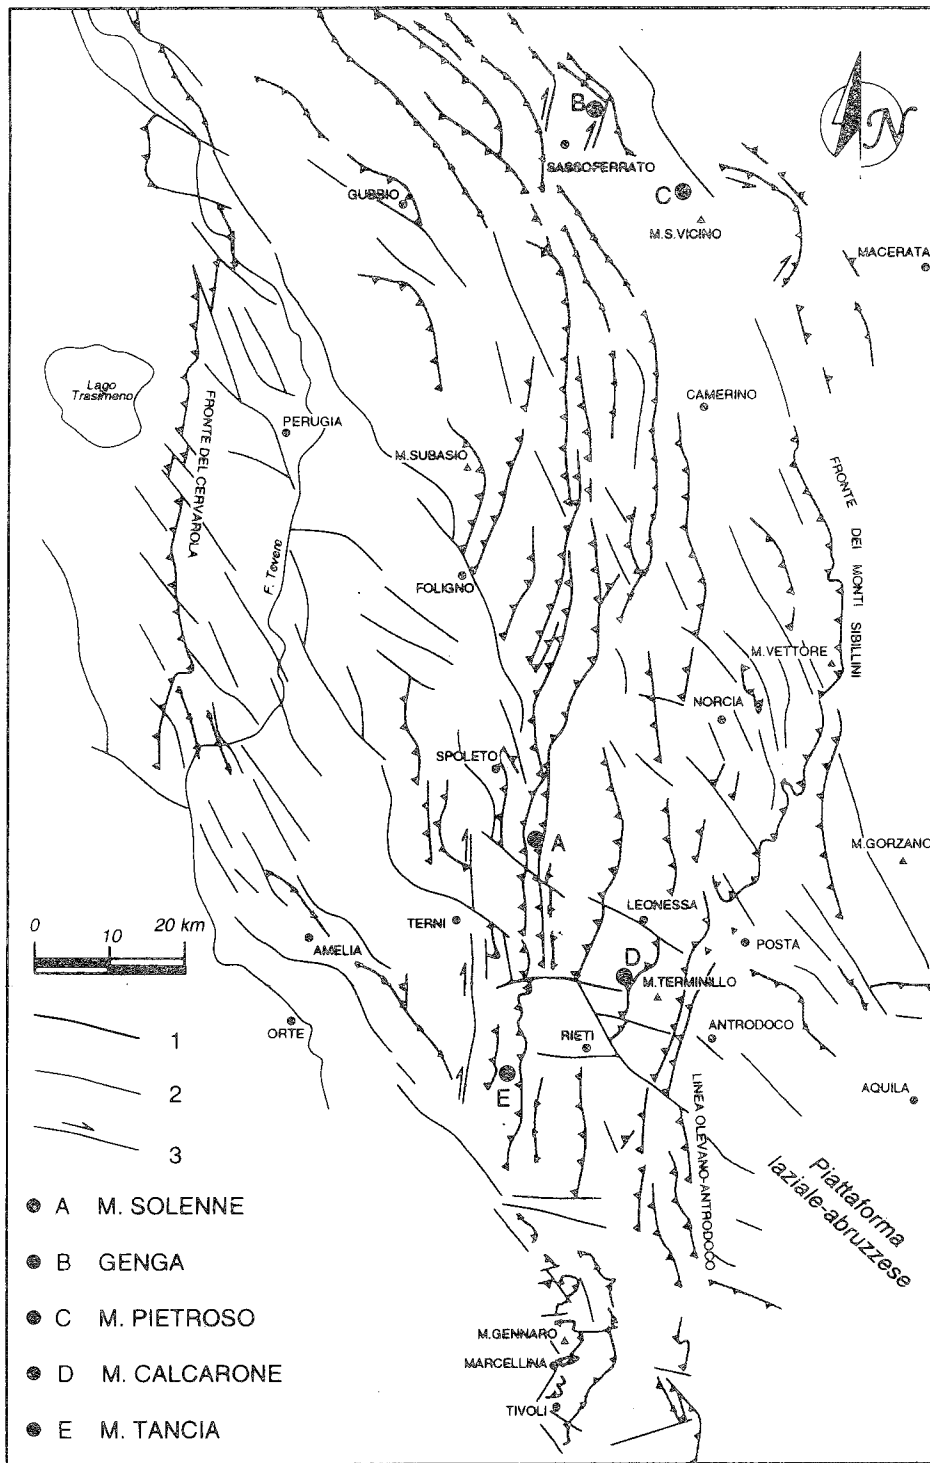 B
N
SASSOFERRATO
GUBBIO
C
M.S.VICINO
MACERATA
Lago
Trasimeno
FRONTE DEL CERVAROLA
PERUGIA
CAMERINO
M.SUBASIO
FRONTE DEI MONTI SIBILLINI
F. Tevere
FOLIGNO
M.VETTORE
NORCIA
SPOLETO
A
M.GORZANO
0 10 20 km
TERNI
LEONESSA
AMELIA
D
POSTA
M.TERMINILLO
ORTE
RIETI
ANTRODOCO
1
E
AQUILA
2
LINEA OLEVANO-ANTRODOCO
3
Piattaforma
laziale-abruzzese
A M. SOLENNE
B GENGA
C M. PIETROSO
M.GENNARO
MARCELLINA
D M. CALCARONE
TIVOLI
E M. TANCIA